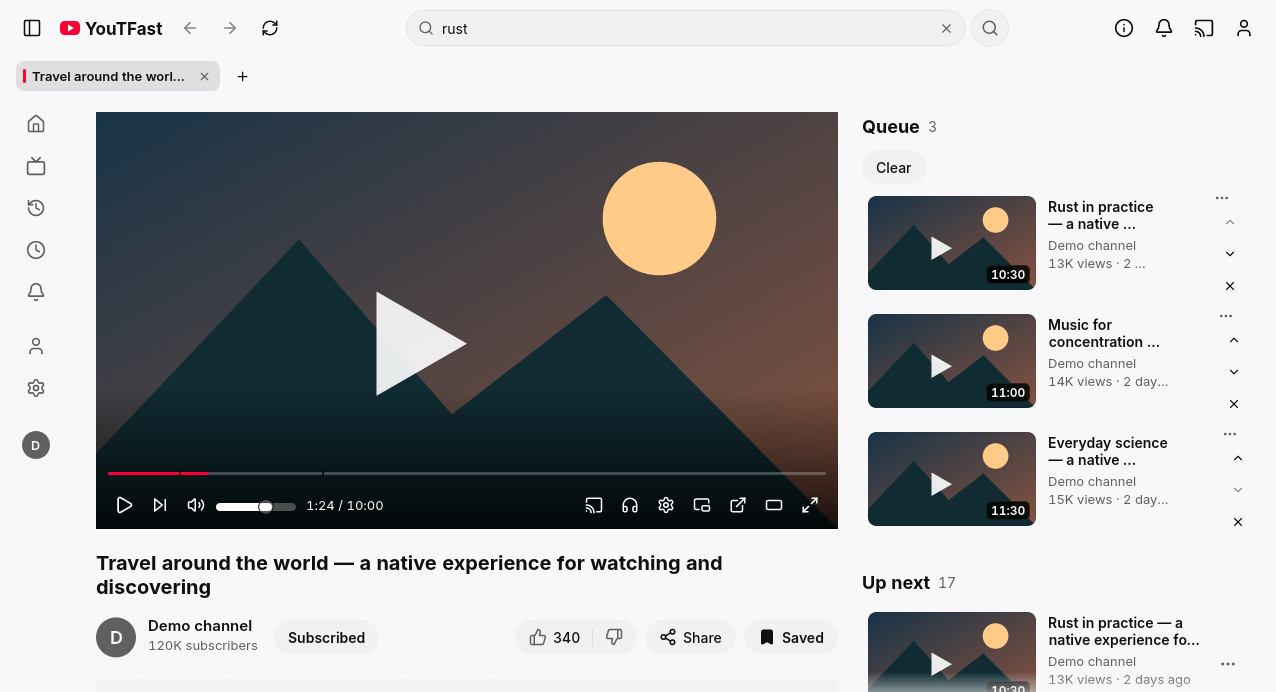 YouTFast
rust
Travel around the worl...
Queue 3
Clear
Rust in practice
— a native ...
Demo channel
13K views · 2 ...
10:30
Music for
concentration ...
Demo channel
14K views · 2 day...
11:00
Everyday science
— a native ...
Demo channel
15K views · 2 day...
11:30
D
1:24 / 10:00
Travel around the world — a native experience for watching and
discovering
D
Demo channel
120K subscribers
Subscribed
340
Share
Saved
Up next 17
Rust in practice — a
native experience fo...
Demo channel
13K views · 2 days ago
10:30